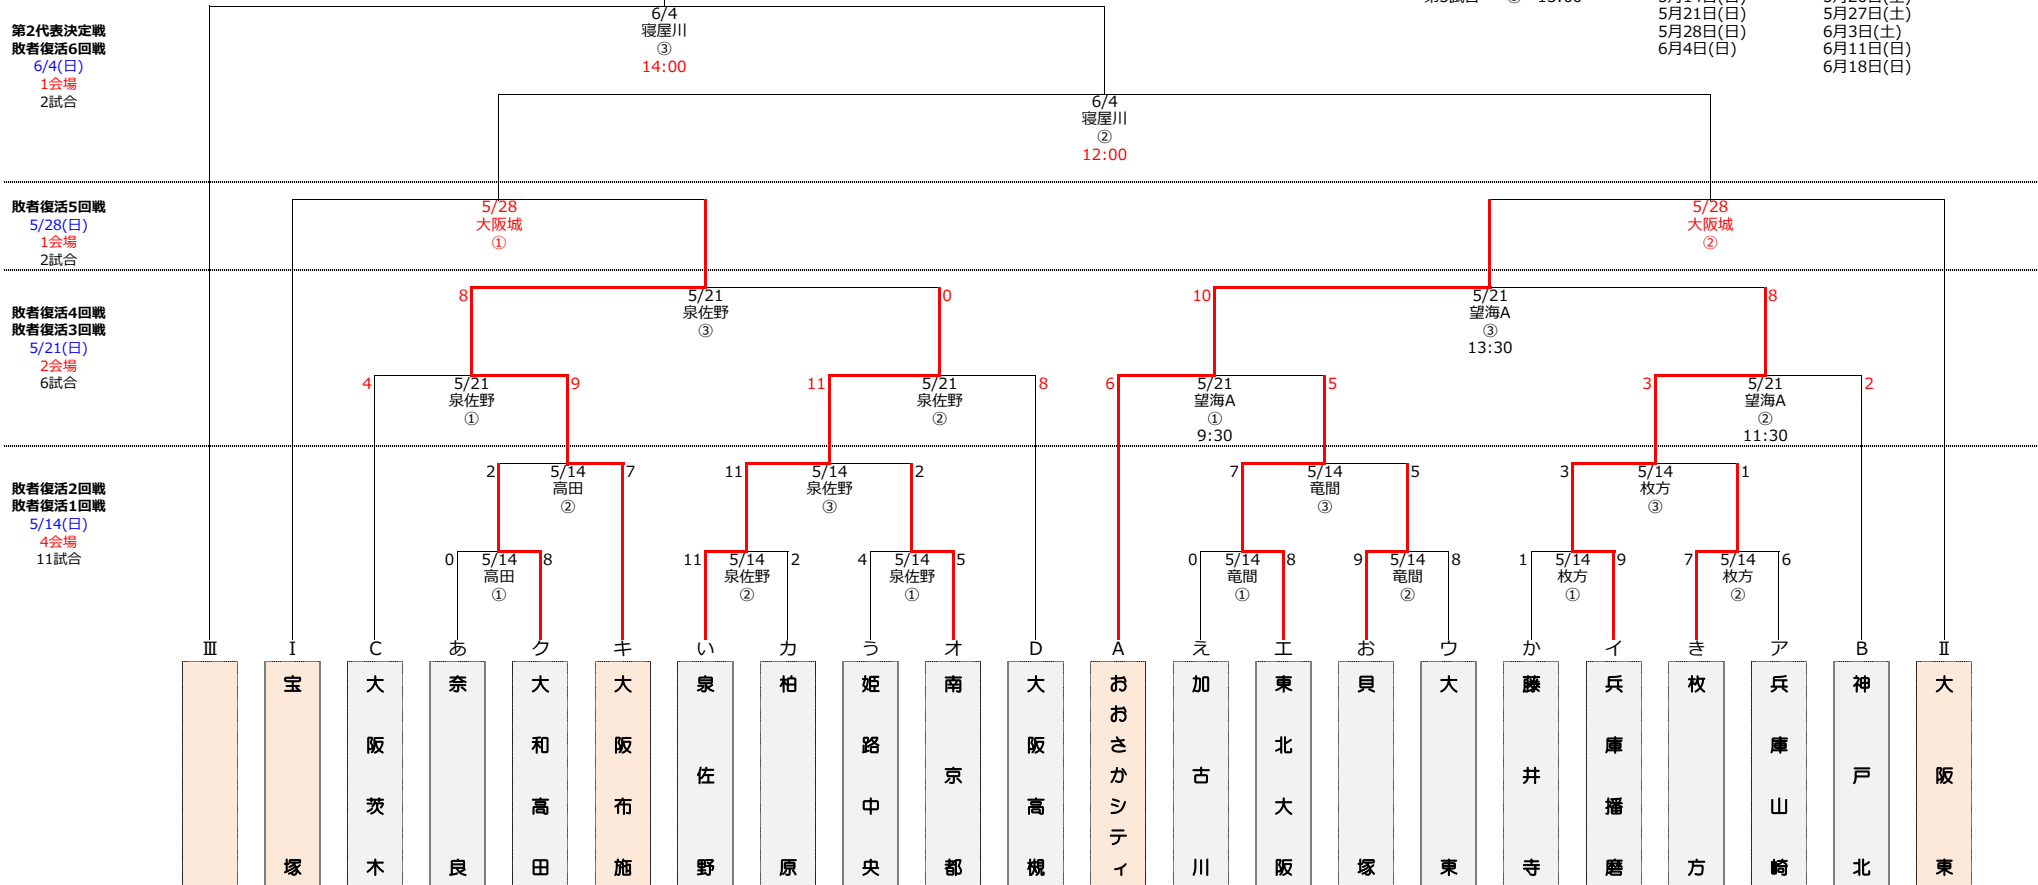 6/4
寝屋川
③
14:00
5月21日(日)
5月28日(日)
6月4日(日)
5月27日(土)
6月3日(土)
6月11日(日)
6月18日(日)
第2代表決定戦
敗者復活6回戦
6/4(日)
1会場
2試合
6/4
寝屋川
②
12:00
敗者復活5回戦
5/28(日)
1会場
2試合
5/28
大阪城
①
5/28
大阪城
②
敗者復活4回戦
敗者復活3回戦
5/21(日)
2会場
6試合
8
5/21
泉佐野
③
0
10
5/21
望海A
③
13:30
8
4
5/21
泉佐野
①
9
11
5/21
泉佐野
②
8
6
5/21
望海A
①
9:30
5
3
5/21
望海A
②
11:30
2
敗者復活2回戦
敗者復活1回戦
5/14(日)
4会場
11試合
2
5/14
高田
②
7
11
5/14
泉佐野
③
2
7
5/14
竜間
③
5
3
5/14
枚方
③
1
0
5/14
高田
①
8
11
5/14
泉佐野
②
2
4
5/14
泉佐野
①
5
0
5/14
竜間
①
8
9
5/14
竜間
②
8
1
5/14
枚方
①
9
7
5/14
枚方
②
6
Ⅲ
Ⅰ
C
あ
ク
キ
い
カ
う
オ
D
A
え
エ
お
ウ
か
イ
き
ア
B
Ⅱ
宝塚
大阪茨木
奈良
大和高田
大阪布施
泉佐野
柏原
姫路中央
南京都
大阪高槻
おおさかシティ
加古川
東北大阪
貝塚
大東
藤井寺
兵庫播磨
枚方
兵庫山崎
神戸北
大阪東